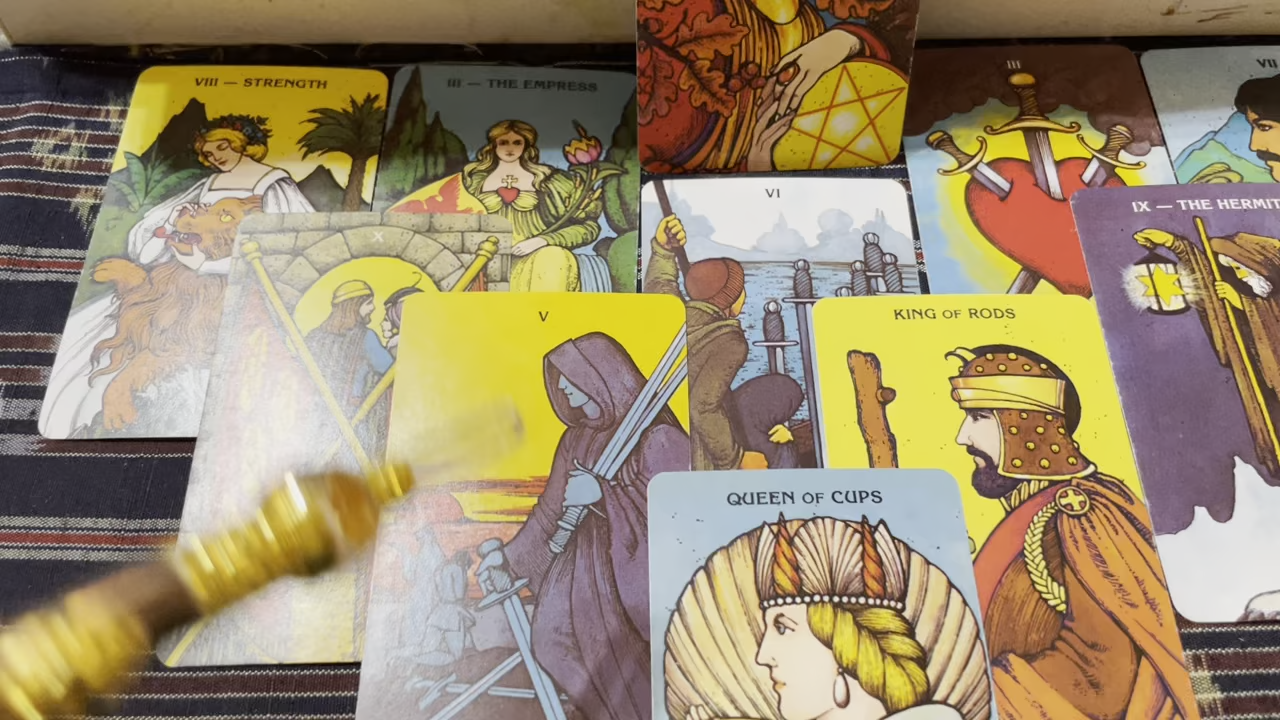 VIII — STRENGTH
III — THE EMPRESS
III
VII
VI
IX — THE HERMIT
X
V
KING OF RODS
QUEEN OF CUPS